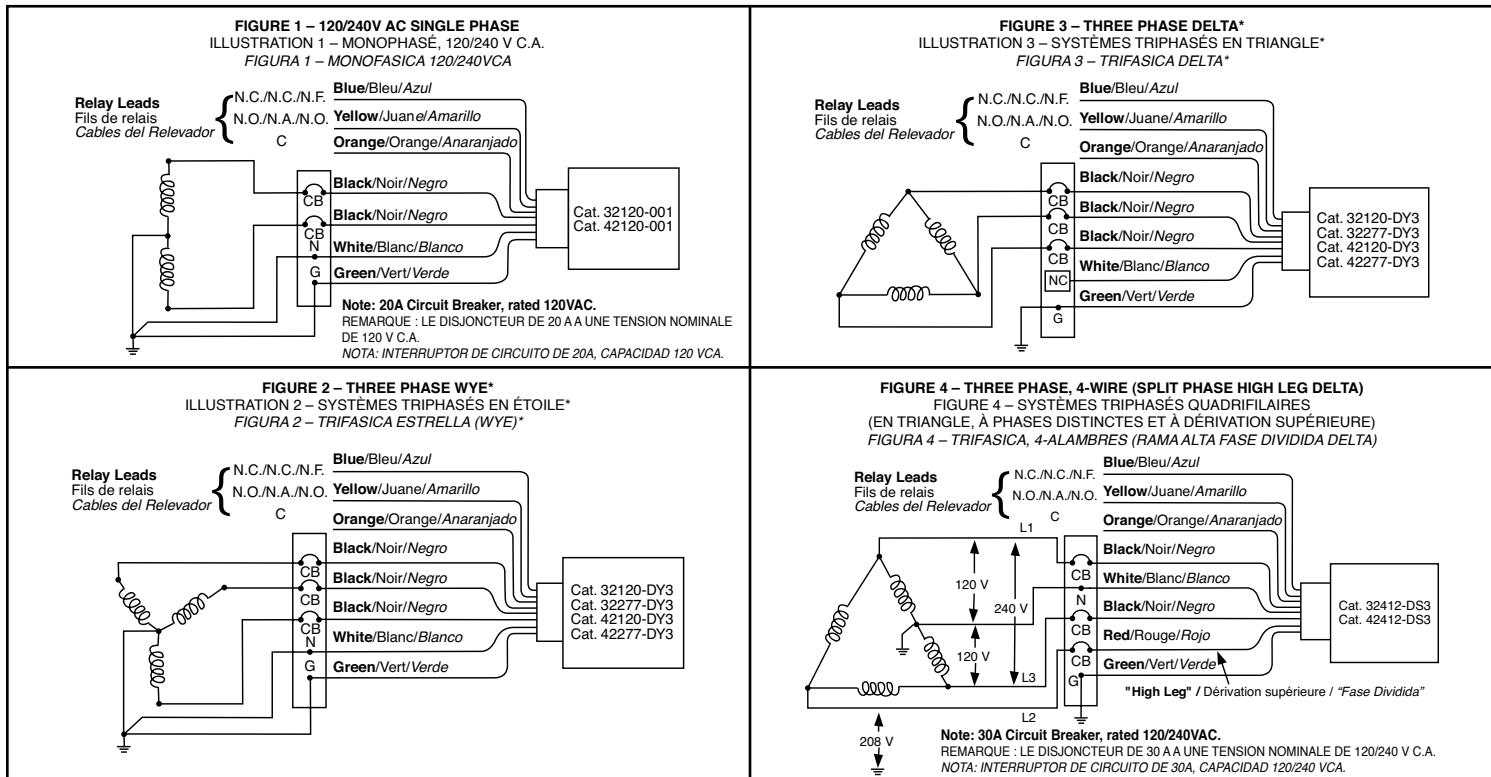 FIGURE 1 – 120/240V AC SINGLE PHASE
ILLUSTRATION 1 – MONOPHASÉ, 120/240 V C.A.
FIGURA 1 – MONOFASICA 120/240VCA
Relay Leads
Fils de relais
Cables del Relevador
{
N.C./N.C./N.F.
N.O./N.A./N.O.
C
Blue/Bleu/Azul
Yellow/Juane/Amarillo
Orange/Orange/Anaranjado
Black/Noir/Negro
CB
Black/Noir/Negro
CB
N
White/Blanc/Blanco
G
Green/Vert/Verde
Cat. 32120-001
Cat. 42120-001
Note: 20A Circuit Breaker, rated 120VAC.
REMARQUE : LE DISJONCTEUR DE 20 A A UNE TENSION NOMINALE
DE 120 V C.A.
NOTA: INTERRUPTOR DE CIRCUITO DE 20A, CAPACIDAD 120 VCA.
FIGURE 3 – THREE PHASE DELTA*
ILLUSTRATION 3 – SYSTÈMES TRIPHASÉS EN TRIANGLE*
FIGURA 3 – TRIFASICA DELTA*
Relay Leads
Fils de relais
Cables del Relevador
{
N.C./N.C./N.F.
N.O./N.A./N.O.
C
Blue/Bleu/Azul
Yellow/Juane/Amarillo
Orange/Orange/Anaranjado
Black/Noir/Negro
CB
Black/Noir/Negro
CB
Black/Noir/Negro
CB
White/Blanc/Blanco
NC
Green/Vert/Verde
G
Cat. 32120-DY3
Cat. 32277-DY3
Cat. 42120-DY3
Cat. 42277-DY3
FIGURE 2 – THREE PHASE WYE*
ILLUSTRATION 2 – SYSTÈMES TRIPHASÉS EN ÉTOILE*
FIGURA 2 – TRIFASICA ESTRELLA (WYE)*
Relay Leads
Fils de relais
Cables del Relevador
{
N.C./N.C./N.F.
N.O./N.A./N.O.
C
Blue/Bleu/Azul
Yellow/Juane/Amarillo
Orange/Orange/Anaranjado
Black/Noir/Negro
CB
Black/Noir/Negro
CB
Black/Noir/Negro
CB
N
White/Blanc/Blanco
G
Green/Vert/Verde
Cat. 32120-DY3
Cat. 32277-DY3
Cat. 42120-DY3
Cat. 42277-DY3
FIGURE 4 – THREE PHASE, 4-WIRE (SPLIT PHASE HIGH LEG DELTA)
FIGURE 4 – SYSTÈMES TRIPHASÉS QUADRIFILAIRES
(EN TRIANGLE, À PHASES DISTINCTES ET À DÉRIVATION SUPÉRIEURE)
FIGURA 4 – TRIFASICA, 4-ALAMBRES (RAMA ALTA FASE DIVIDIDA DELTA)
Relay Leads
Fils de relais
Cables del Relevador
{
N.C./N.C./N.F.
N.O./N.A./N.O.
C
Blue/Bleu/Azul
Yellow/Juane/Amarillo
Orange/Orange/Anaranjado
L1
Black/Noir/Negro
CB
White/Blanc/Blanco
N
120 V
240 V
Black/Noir/Negro
CB
Red/Rouge/Rojo
120 V
CB
Green/Vert/Verde
G
L3
L2
208 V
Cat. 32412-DS3
Cat. 42412-DS3
"High Leg" / Dérivation supérieure / “Fase Dividida”
Note: 30A Circuit Breaker, rated 120/240VAC.
REMARQUE : LE DISJONCTEUR DE 30 A A UNE TENSION NOMINALE DE 120/240 V C.A.
NOTA: INTERRUPTOR DE CIRCUITO DE 30A, CAPACIDAD 120/240 VCA.